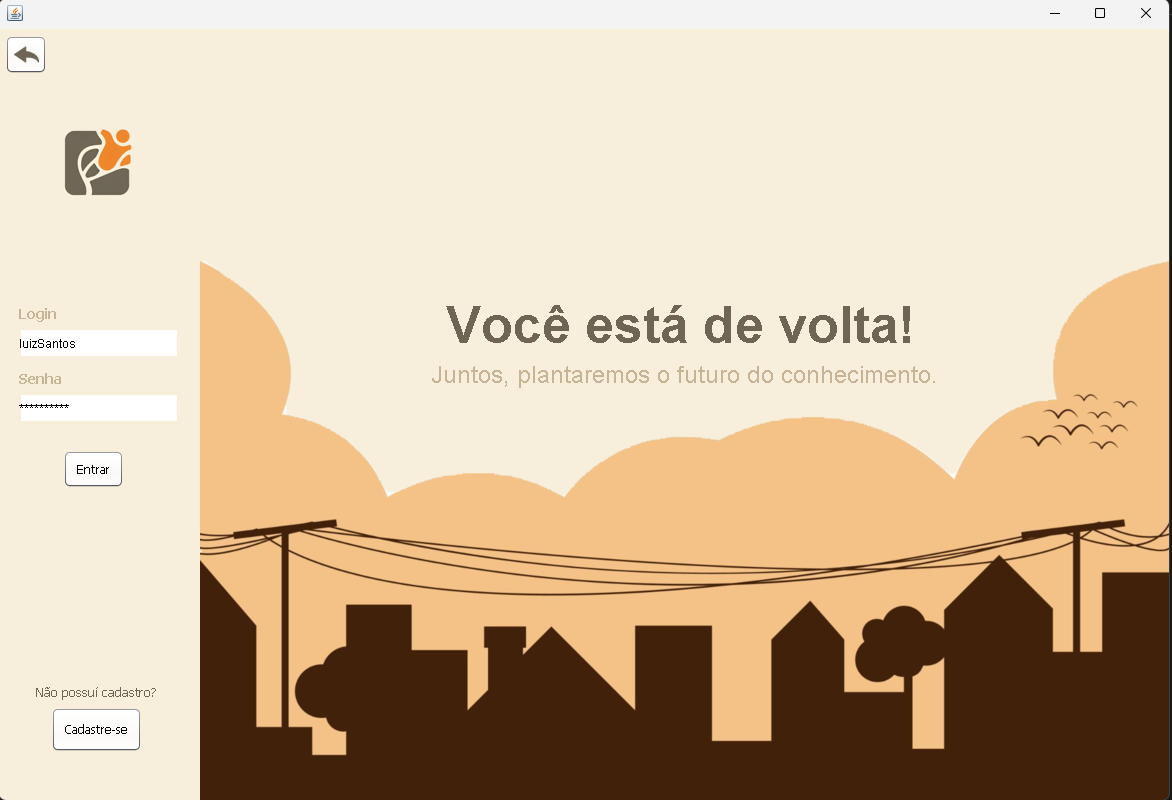 Login
luizSantos
Senha
**********
Entrar
Não possuí cadastro?
Cadastre-se
Você está de volta!
Juntos, plantaremos o futuro do conhecimento.